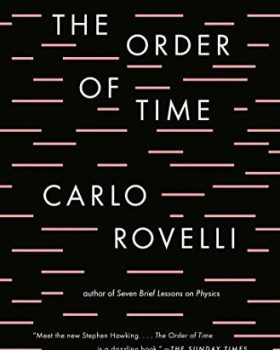 THE
ORDER
OF
TIME
CARLO
ROVELLI
author of Seven Brief Lessons on Physics
"Meet the new Stephen Hawking. . . . The Order of Time
is a dazzling book." —THE SUNDAY TIMES